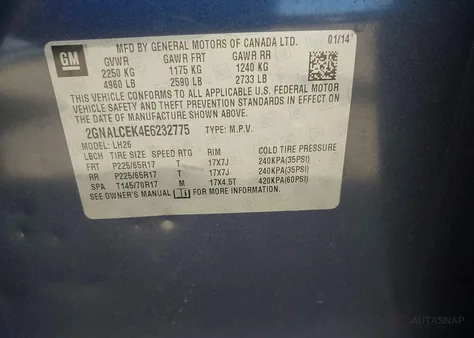 GM
MFD BY GENERAL MOTORS OF CANADA LTD. 01/14
GVWR GAWR FRT GAWR RR
2250 KG 1175 KG 1240 KG
4960 LB 2590 LB 2733 LB
THIS VEHICLE CONFORMS TO ALL APPLICABLE U.S. FEDERAL MOTOR
VEHICLE SAFETY AND THEFT PREVENTION STANDARDS IN EFFECT ON
THE DATE OF MANUFACTURE SHOWN ABOVE.
2GNALCEK4E6232775 TYPE: M.P.V.
MODEL: LH26
LBCH TIRE SIZE SPEED RTG RIM COLD TIRE PRESSURE
FRT P225/65R17 T 17X7J 240KPA(35PSI)
RR P225/65R17 T 17X7J 240KPA(35PSI)
SPA T145/70R17 M 17X4.5T 420KPA(60PSI)
SEE OWNER'S MANUAL FOR MORE INFORMATION
AUTASNAP